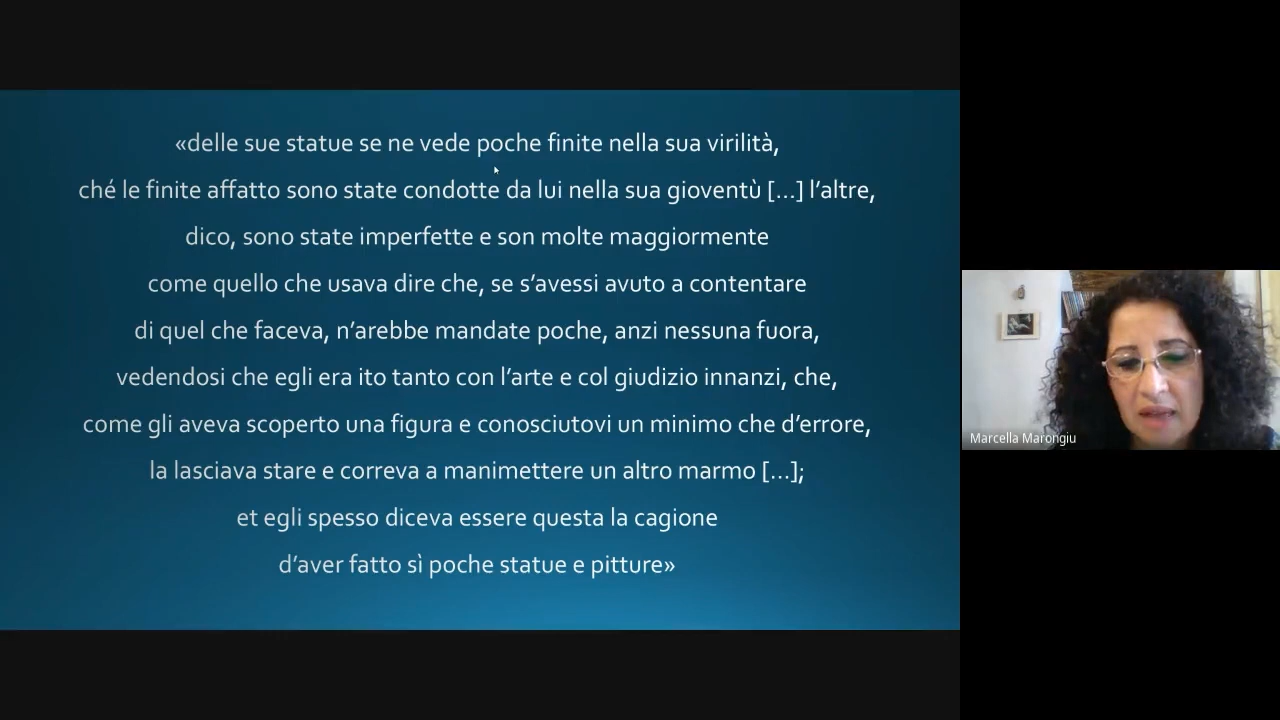 «delle sue statue se ne vede poche finite nella sua virilità,
ché le finite affatto sono state condotte da lui nella sua gioventù [...] l’altre,
dico, sono state imperfette e son molte maggiormente
come quello che usava dire che, se s’avessi avuto a contentare
di quel che faceva, n’arebbe mandate poche, anzi nessuna fuora,
vedendosi che egli era ito tanto con l’arte e col giudizio innanzi, che,
come gli aveva scoperto una figura e conosciutovi un minimo che d’errore,
la lasciava stare e correva a manimettere un altro marmo [...];
et egli spesso diceva essere questa la cagione
d’aver fatto sì poche statue e pitture»
Marcella Marongiu